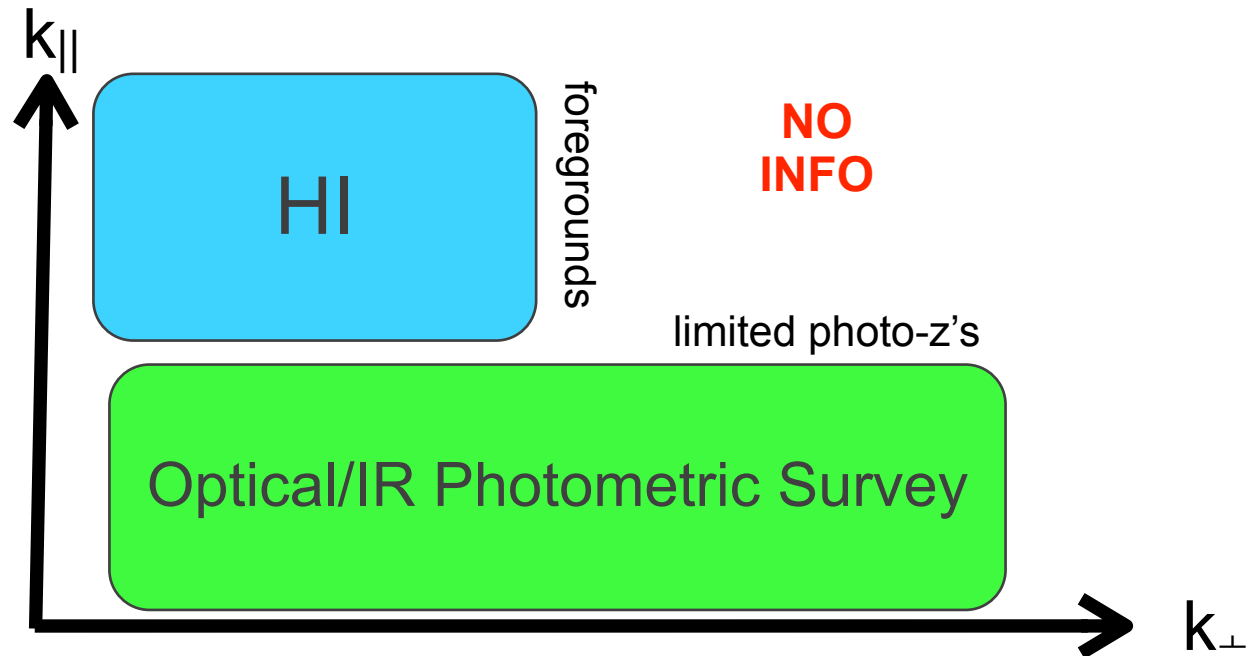 k||
HI
foregrounds
NO
INFO
limited photo-z's
Optical/IR Photometric Survey
k⊥